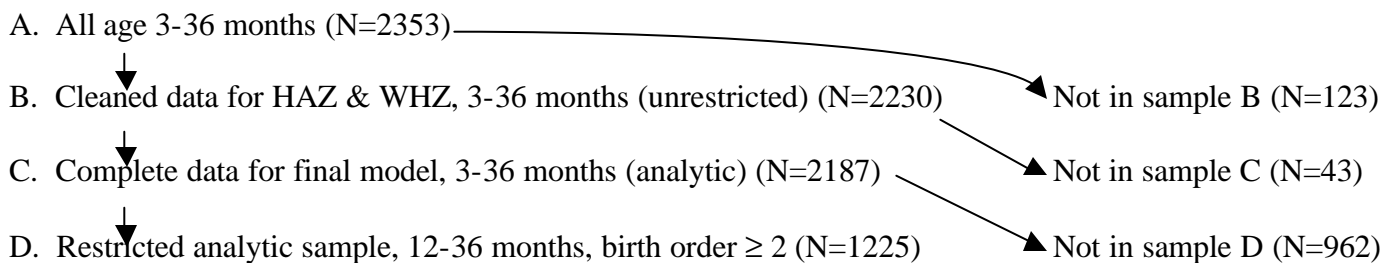 A. All age 3-36 months (N=2353)
B. Cleaned data for HAZ & WHZ, 3-36 months (unrestricted) (N=2230) Not in sample B (N=123)
C. Complete data for final model, 3-36 months (analytic) (N=2187) Not in sample C (N=43)
D. Restricted analytic sample, 12-36 months, birth order ≥ 2 (N=1225) Not in sample D (N=962)